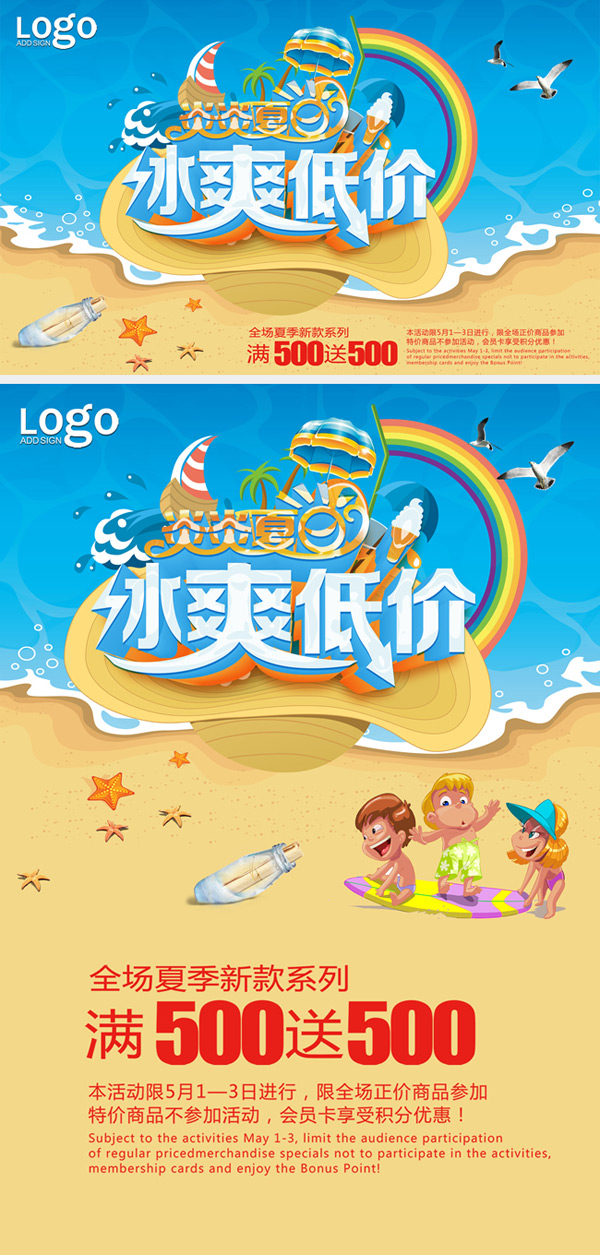 Logo
ADD SIGN
炎炎夏日
冰爽低价
全场夏季新款系列
满500送500
本活动限5月1—3日进行，限全场正价商品参加
特价商品不参加活动，会员卡享受积分优惠！
Subject to the activities May 1-3, limit the audience participation
of regular pricedmerchandise specials not to participate in the activities,
membership cards and enjoy the Bonus Point!
Logo
ADD SIGN
炎炎夏日
冰爽低价
全场夏季新款系列
满500送500
本活动限5月1—3日进行，限全场正价商品参加
特价商品不参加活动，会员卡享受积分优惠！
Subject to the activities May 1-3, limit the audience participation
of regular pricedmerchandise specials not to participate in the activities,
membership cards and enjoy the Bonus Point!